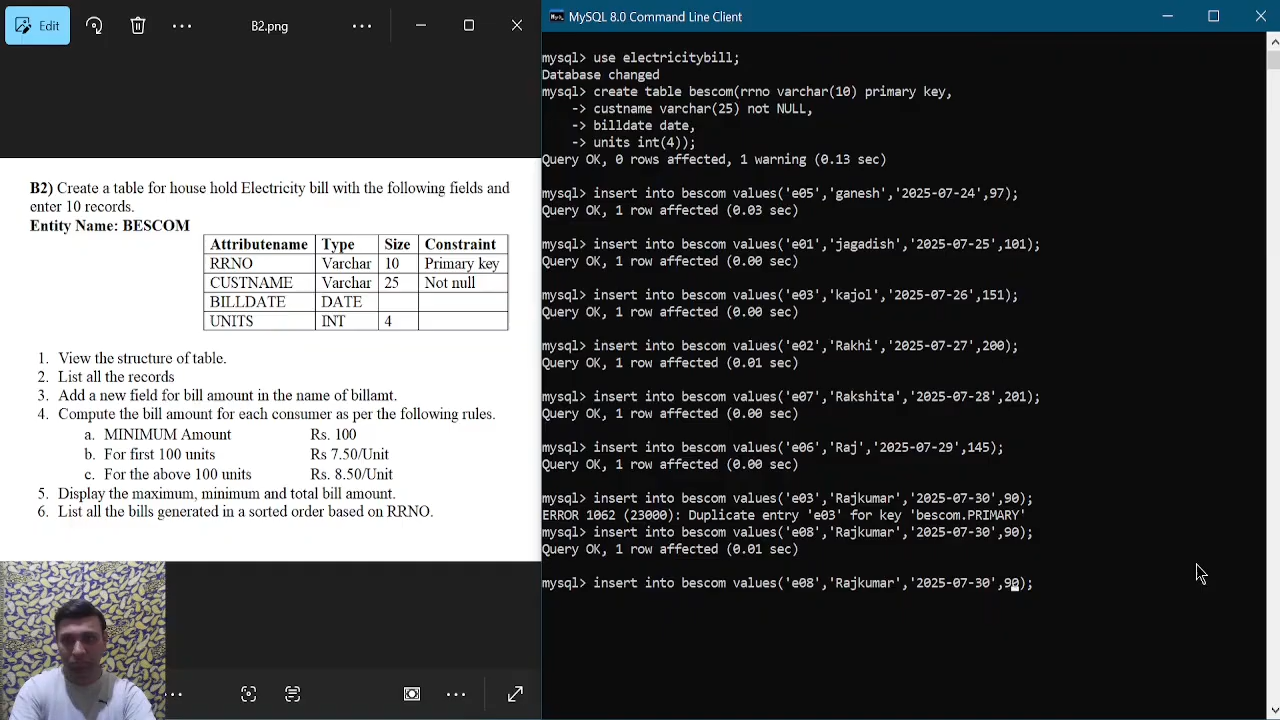 Edit
B2.png
B2) Create a table for house hold Electricity bill with the following fields and
enter 10 records.
Entity Name: BESCOM
Attributename Type Size Constraint
RRNO Varchar 10 Primary key
CUSTNAME Varchar 25 Not null
BILLDATE DATE
UNITS INT 4
1. View the structure of table.
2. List all the records
3. Add a new field for bill amount in the name of billamt.
4. Compute the bill amount for each consumer as per the following rules.
a. MINIMUM Amount Rs. 100
b. For first 100 units Rs 7.50/Unit
c. For the above 100 units Rs. 8.50/Unit
5. Display the maximum, minimum and total bill amount.
6. List all the bills generated in a sorted order based on RRNO.
MySQL 8.0 Command Line Client
mysql> use electricitybill;
Database changed
mysql> create table bescom(rrno varchar(10) primary key,
-> custname varchar(25) not NULL,
-> billdate date,
-> units int(4));
Query OK, 0 rows affected, 1 warning (0.13 sec)
mysql> insert into bescom values('e05','ganesh','2025-07-24',97);
Query OK, 1 row affected (0.03 sec)
mysql> insert into bescom values('e01','jagadish','2025-07-25',101);
Query OK, 1 row affected (0.00 sec)
mysql> insert into bescom values('e03','kajol','2025-07-26',151);
Query OK, 1 row affected (0.00 sec)
mysql> insert into bescom values('e02','Rakhi','2025-07-27',200);
Query OK, 1 row affected (0.01 sec)
mysql> insert into bescom values('e07','Rakshita','2025-07-28',201);
Query OK, 1 row affected (0.00 sec)
mysql> insert into bescom values('e06','Raj','2025-07-29',145);
Query OK, 1 row affected (0.00 sec)
mysql> insert into bescom values('e03','Rajkumar','2025-07-30',90);
ERROR 1062 (23000): Duplicate entry 'e03' for key 'bescom.PRIMARY'
mysql> insert into bescom values('e08','Rajkumar','2025-07-30',90);
Query OK, 1 row affected (0.01 sec)
mysql> insert into bescom values('e08','Rajkumar','2025-07-30',90);